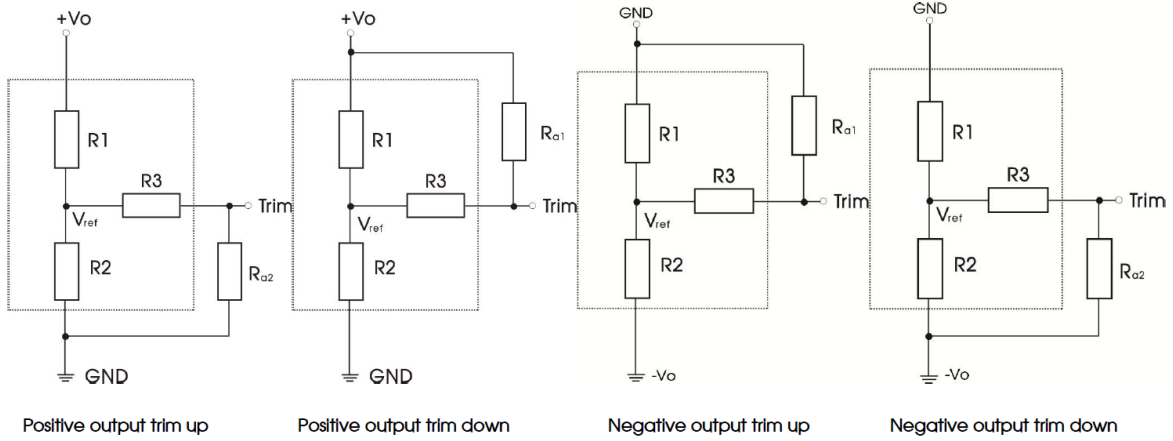 +Vo
R1
R3
Trim
Vref
R2
Ra2
GND
Positive output trim up
+Vo
R1
Ra1
R3
Trim
Vref
R2
GND
Positive output trim down
GND
R1
Ra1
R3
Trim
Vref
R2
-Vo
Negative output trim up
GND
R1
R3
Trim
Vref
R2
Ra2
-Vo
Negative output trim down